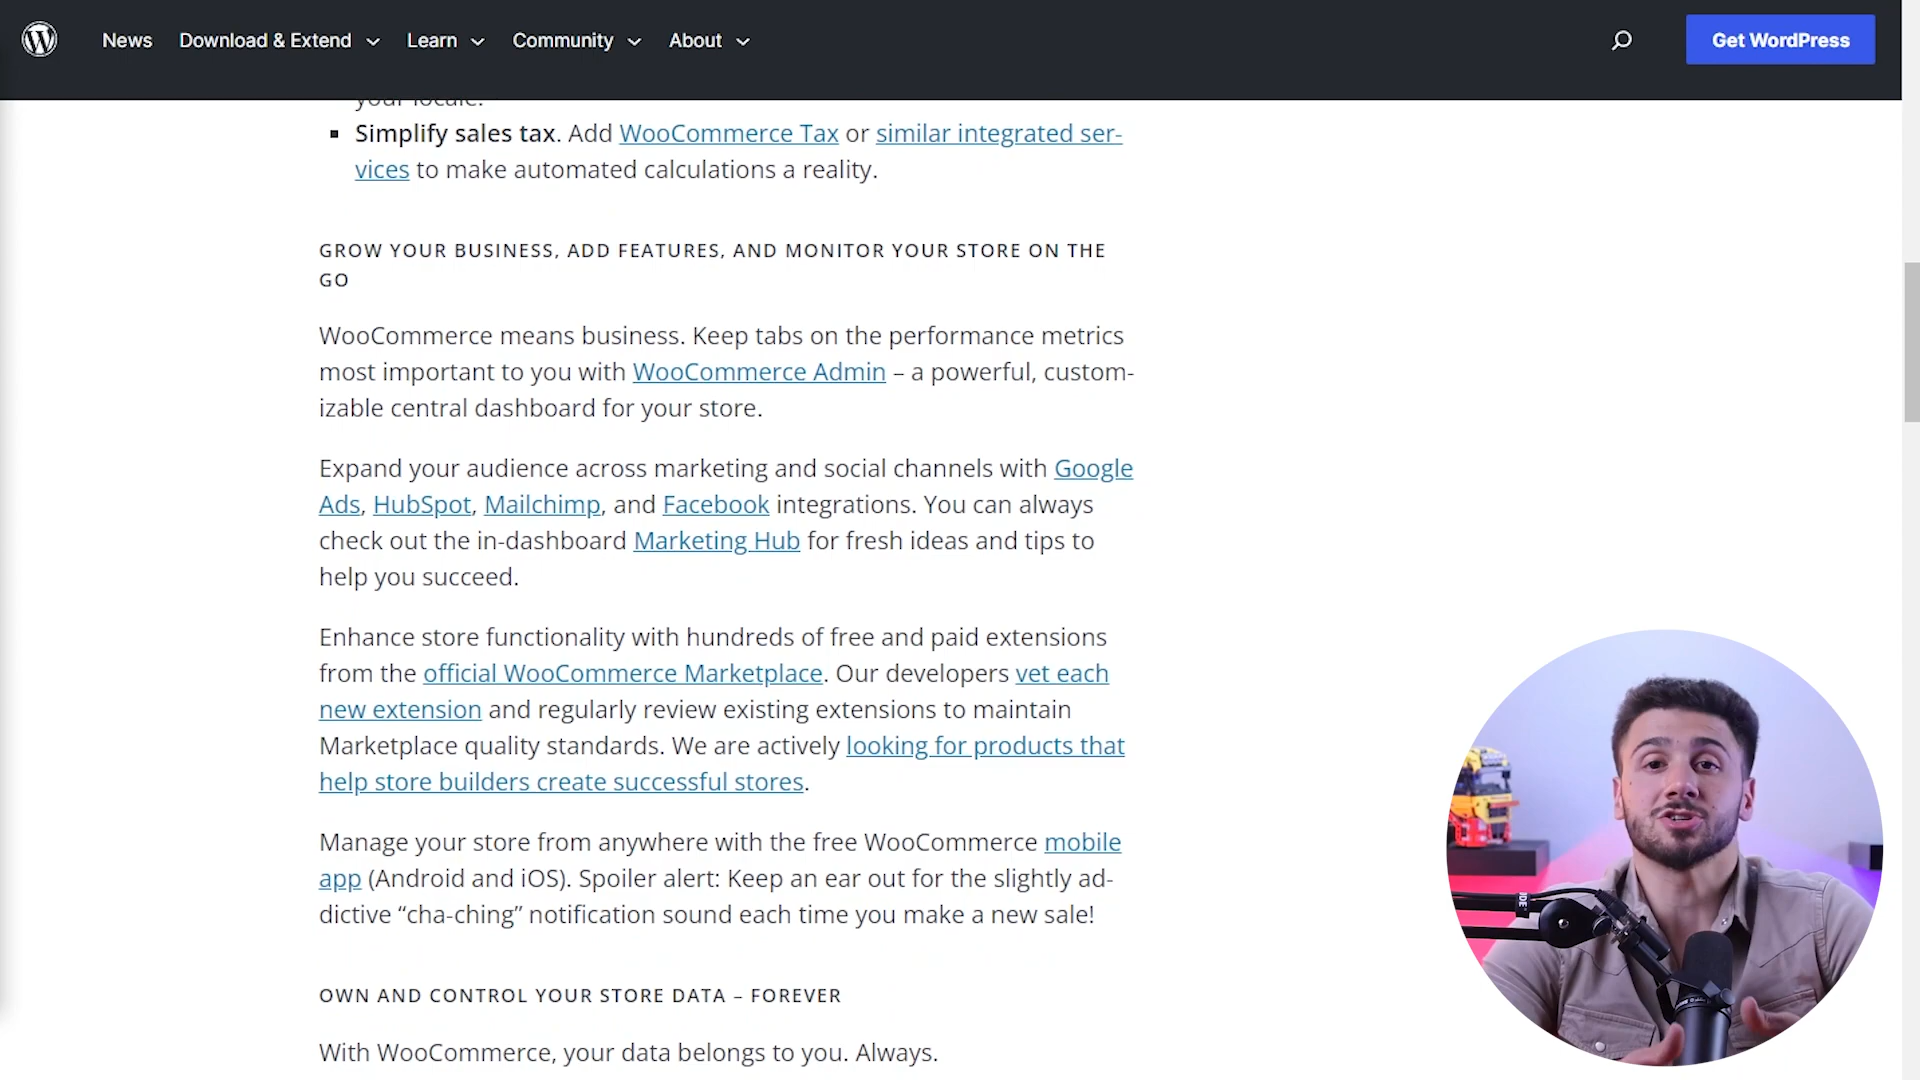 News Download & Extend Learn Community About Get WordPress
your locale.
Simplify sales tax. Add WooCommerce Tax or similar integrated ser-
vices to make automated calculations a reality.
GROW YOUR BUSINESS, ADD FEATURES, AND MONITOR YOUR STORE ON THE
GO
WooCommerce means business. Keep tabs on the performance metrics
most important to you with WooCommerce Admin – a powerful, custom-
izable central dashboard for your store.
Expand your audience across marketing and social channels with Google
Ads, HubSpot, Mailchimp, and Facebook integrations. You can always
check out the in-dashboard Marketing Hub for fresh ideas and tips to
help you succeed.
Enhance store functionality with hundreds of free and paid extensions
from the official WooCommerce Marketplace. Our developers vet each
new extension and regularly review existing extensions to maintain
Marketplace quality standards. We are actively looking for products that
help store builders create successful stores.
Manage your store from anywhere with the free WooCommerce mobile
app (Android and iOS). Spoiler alert: Keep an ear out for the slightly ad-
dictive “cha-ching” notification sound each time you make a new sale!
OWN AND CONTROL YOUR STORE DATA – FOREVER
With WooCommerce, your data belongs to you. Always.